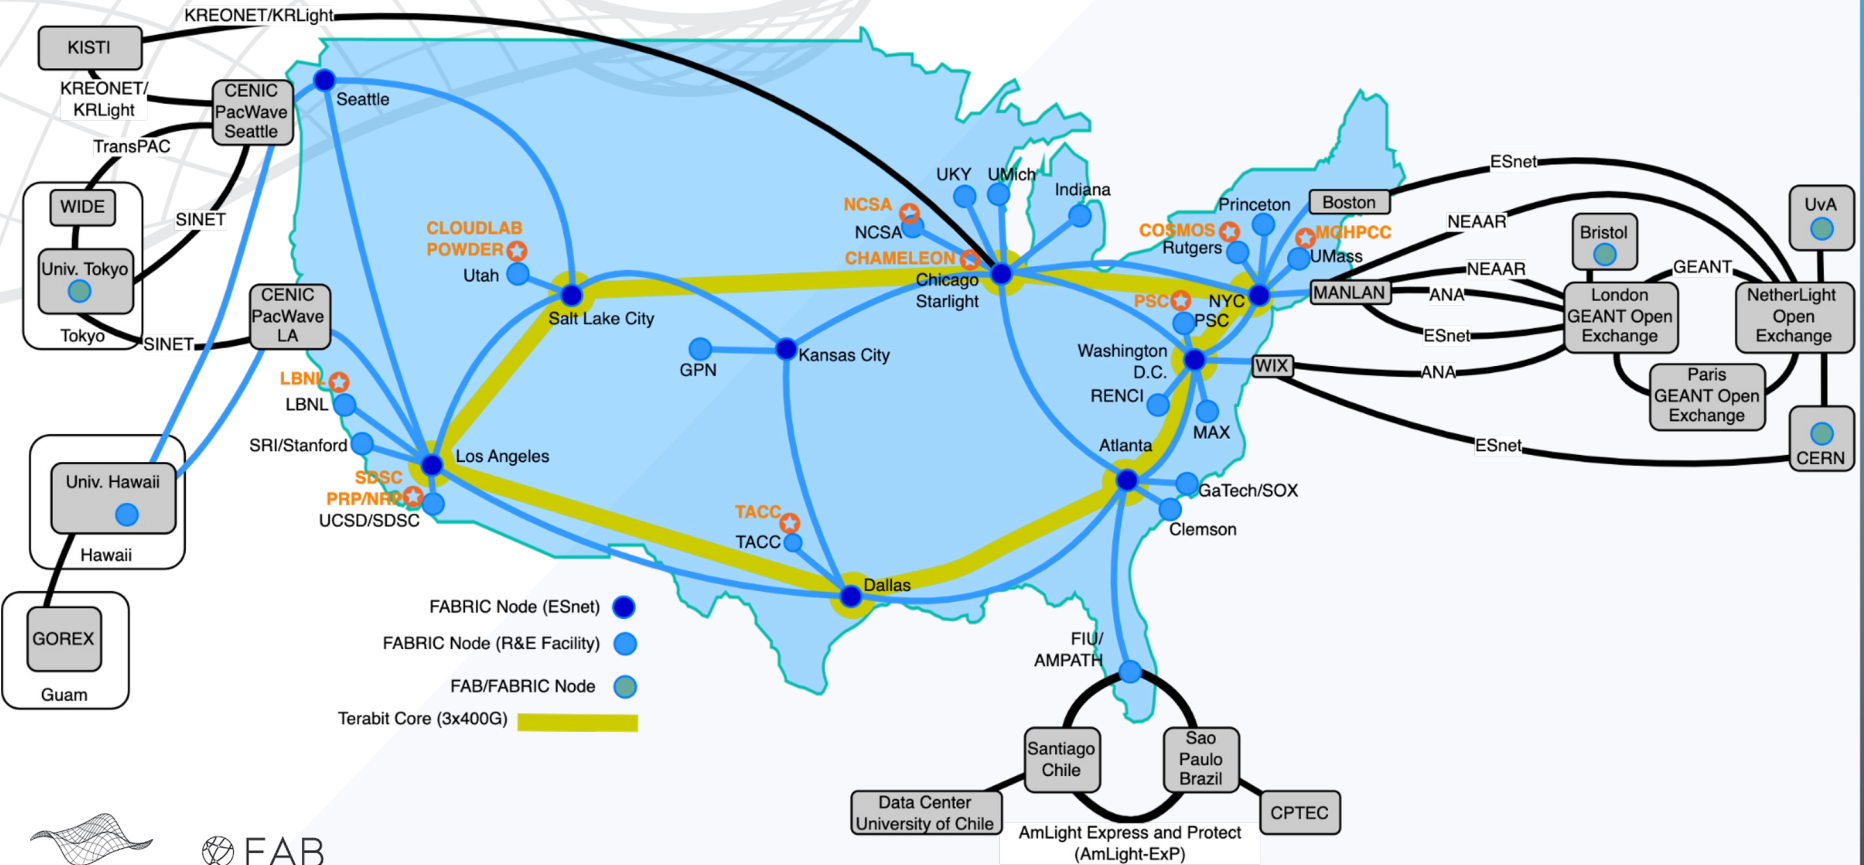 KREONET/KRLight
KISTI
KREONET/
KRLight
CENIC
PacWave
Seattle
TransPAC
WIDE
SINET
Univ. Tokyo
Tokyo
SINET
CENIC
PacWave
LA
Univ. Hawaii
Hawaii
GOREX
Guam
Seattle
CLOUDLAB
POWDER
Utah
Salt Lake City
LBNL
LBNL
SRI/Stanford
Los Angeles
SDSC
PRP/NRP
UCSD/SDSC
GPN
Kansas City
TACC
TACC
Dallas
NCSA
NCSA
UKY
UMich
Indiana
CHAMELEON
Chicago
Starlight
COSMOS
Rutgers
Princeton
MGHPCC
UMass
NYC
PSC
PSC
Washington
D.C.
RENCI
MAX
Atlanta
GaTech/SOX
Clemson
FIU/
AMPATH
Boston
MANLAN
WIX
ESnet
NEAAR
NEAAR
ANA
ESnet
ANA
ESnet
Bristol
GEANT
London
GEANT Open
Exchange
Paris
GEANT Open
Exchange
UvA
NetherLight
Open
Exchange
CERN
Santiago
Chile
Sao
Paulo
Brazil
Data Center
University of Chile
CPTEC
AmLight Express and Protect
(AmLight-ExP)
FABRIC Node (ESnet)
FABRIC Node (R&E Facility)
FAB/FABRIC Node
Terabit Core (3x400G)
FAB